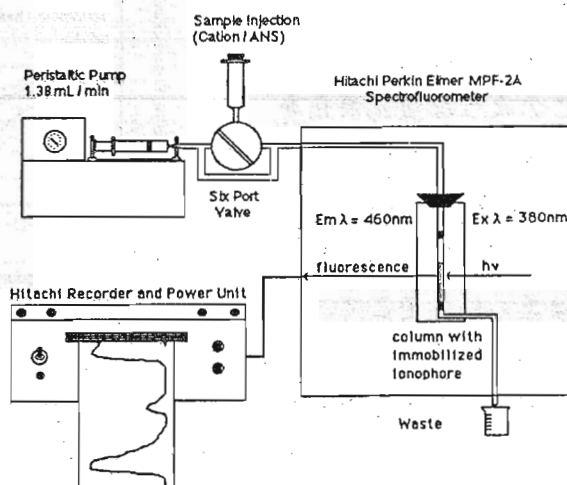 Sample Injection
(Cation / ANS)
Peristaltic Pump
1.38 mL / min
Hitachi Perkin Elmer MPF-2A
Spectrofluorometer
Six Port
Valve
Em λ = 460nm
Ex λ = 380nm
fluorescence
hv
Hitachi Recorder and Power Unit
column with
immobilized
ionophore
Waste